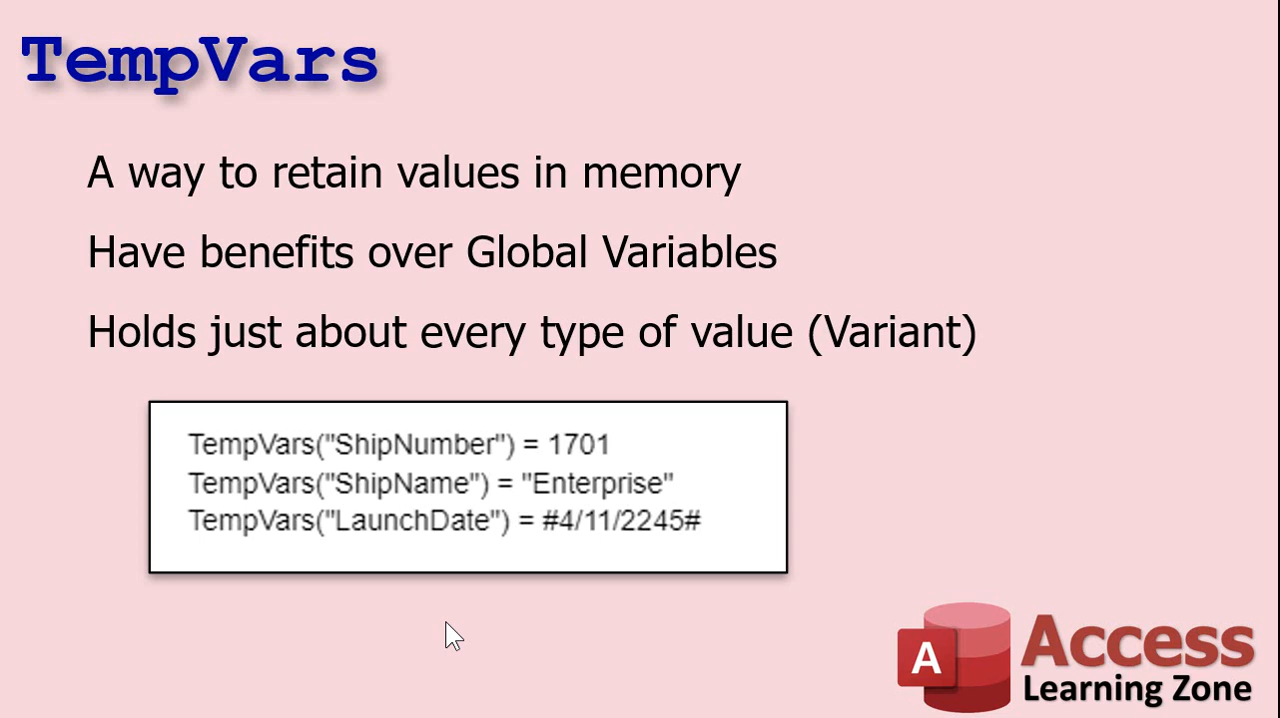 TempVars
A way to retain values in memory
Have benefits over Global Variables
Holds just about every type of value (Variant)
TempVars("ShipNumber") = 1701
TempVars("ShipName") = "Enterprise"
TempVars("LaunchDate") = #4/11/2245#
A
Access
Learning Zone